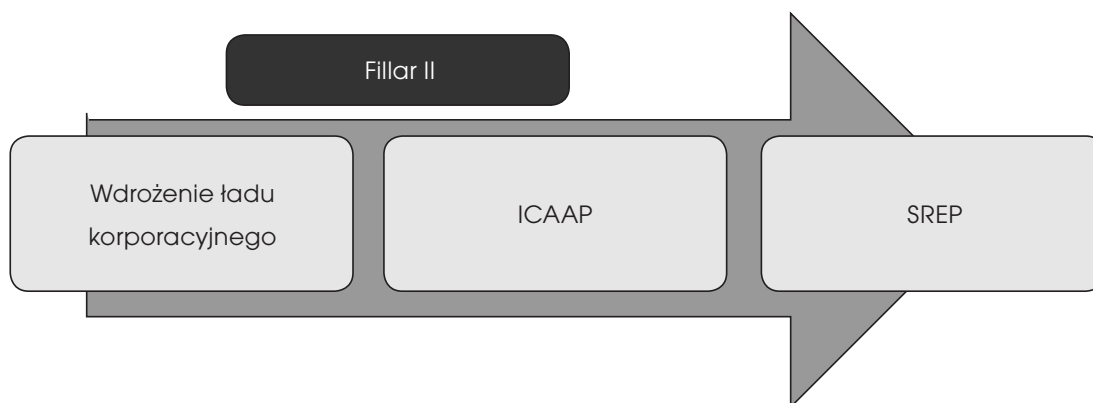 Fillar II
Wdrożenie ładu
korporacyjnego
ICAAP
SREP